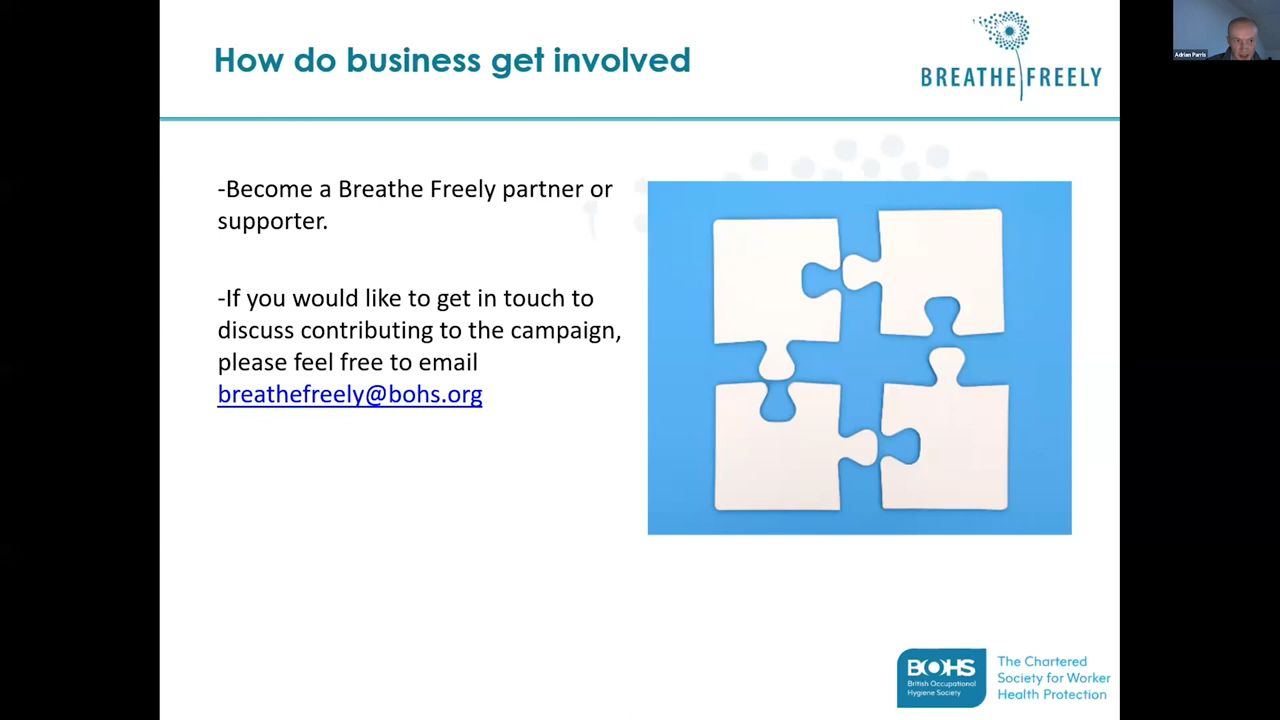 How do business get involved
BREATHE FREELY
Adrian Parris
-Become a Breathe Freely partner or
supporter.
-If you would like to get in touch to
discuss contributing to the campaign,
please feel free to email
breathefreely@bohs.org
BOHS
British Occupational
Hygiene Society
The Chartered
Society for Worker
Health Protection